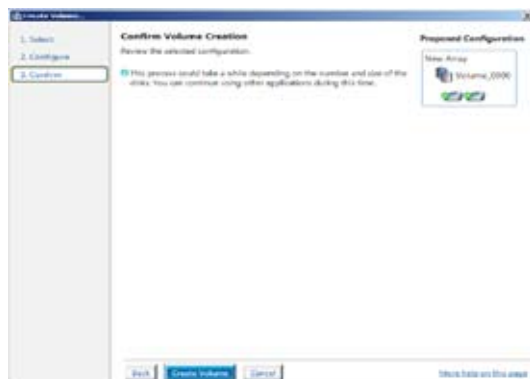 Create Volume...
1. Select
2. Configure
3. Confirm
Confirm Volume Creation
Review the selected configuration.
This process could take a while depending on the number and size of the
disks. You can continue using other applications during this time.
Proposed Configuration
New Array
Volume_0000
Back
Create Volume
Cancel
More help on this page